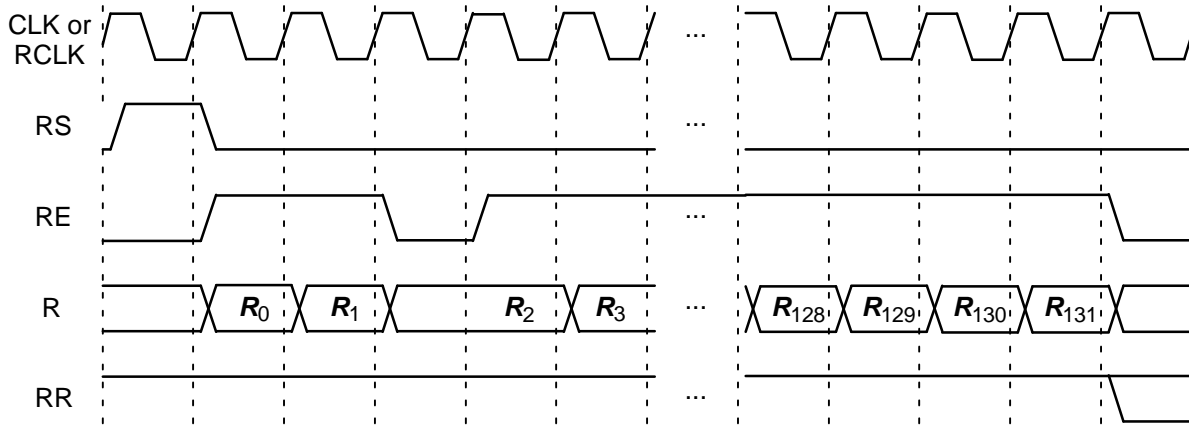 CLK or
RCLK
...
RS
...
RE
...
R
R0
R1
R2
R3
...
R128
R129
R130
R131
RR
...